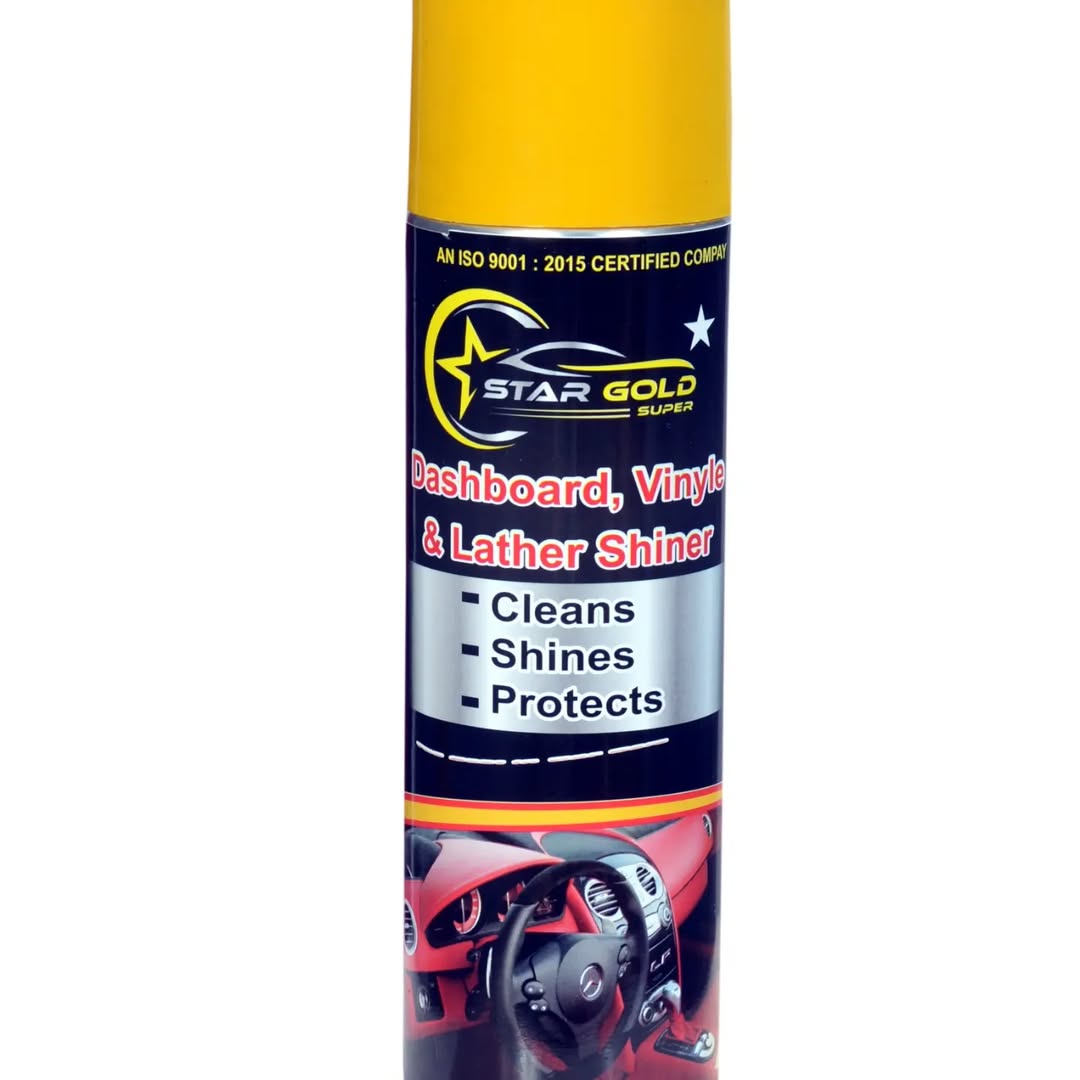 AN ISO 9001 : 2015 CERTIFIED COMPAY
STAR GOLD
SUPER
Dashboard, Vinyle
& Lather Shiner
- Cleans
- Shines
- Protects